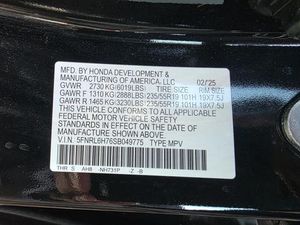 MFD. BY HONDA DEVELOPMENT &
MANUFACTURING OF AMERICA-LLC 02/'25
GVWR 2730 KG(6019LBS) TIRE SIZE RIM SIZE
GAWR F 1310 KG(2888LBS) 235/55R19 101H 19X7.5J
GAWR R 1465 KG(3230LBS) 235/55R19 101H 19X7.5J
THIS VEHICLE CONFORMS TO ALL APPLICABLE
FEDERAL MOTOR VEHICLE SAFETY
STANDARDS IN EFFECT ON THE DATE OF
MANUFACTURE SHOWN ABOVE.
V.I.N.: 5FNRL6H76SB049775 TYPE MPV
THR S AH8 -NH731P -Z -B